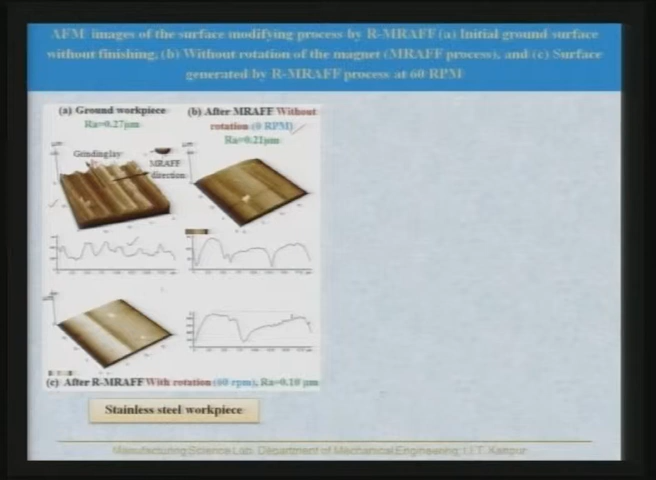 AFM images of the surface modifying process by R-MRAFF (a) Initial ground surface
without finishing, (b) Without rotation of the magnet (MRAFF process), and (c) Surface
generated by R-MRAFF process at 60 RPM
(a) Ground workpiece
Ra=0.27μm
(b) After MRAFF Without
rotation (0 RPM)
Ra=0.21μm
Grinding lay
MRAFF
direction
(c) After R-MRAFF With rotation (60 rpm), Ra=0.10 μm
Stainless steel workpiece
Manufacturing Science Lab, Department of Mechanical Engineering, I.I.T. Kanpur